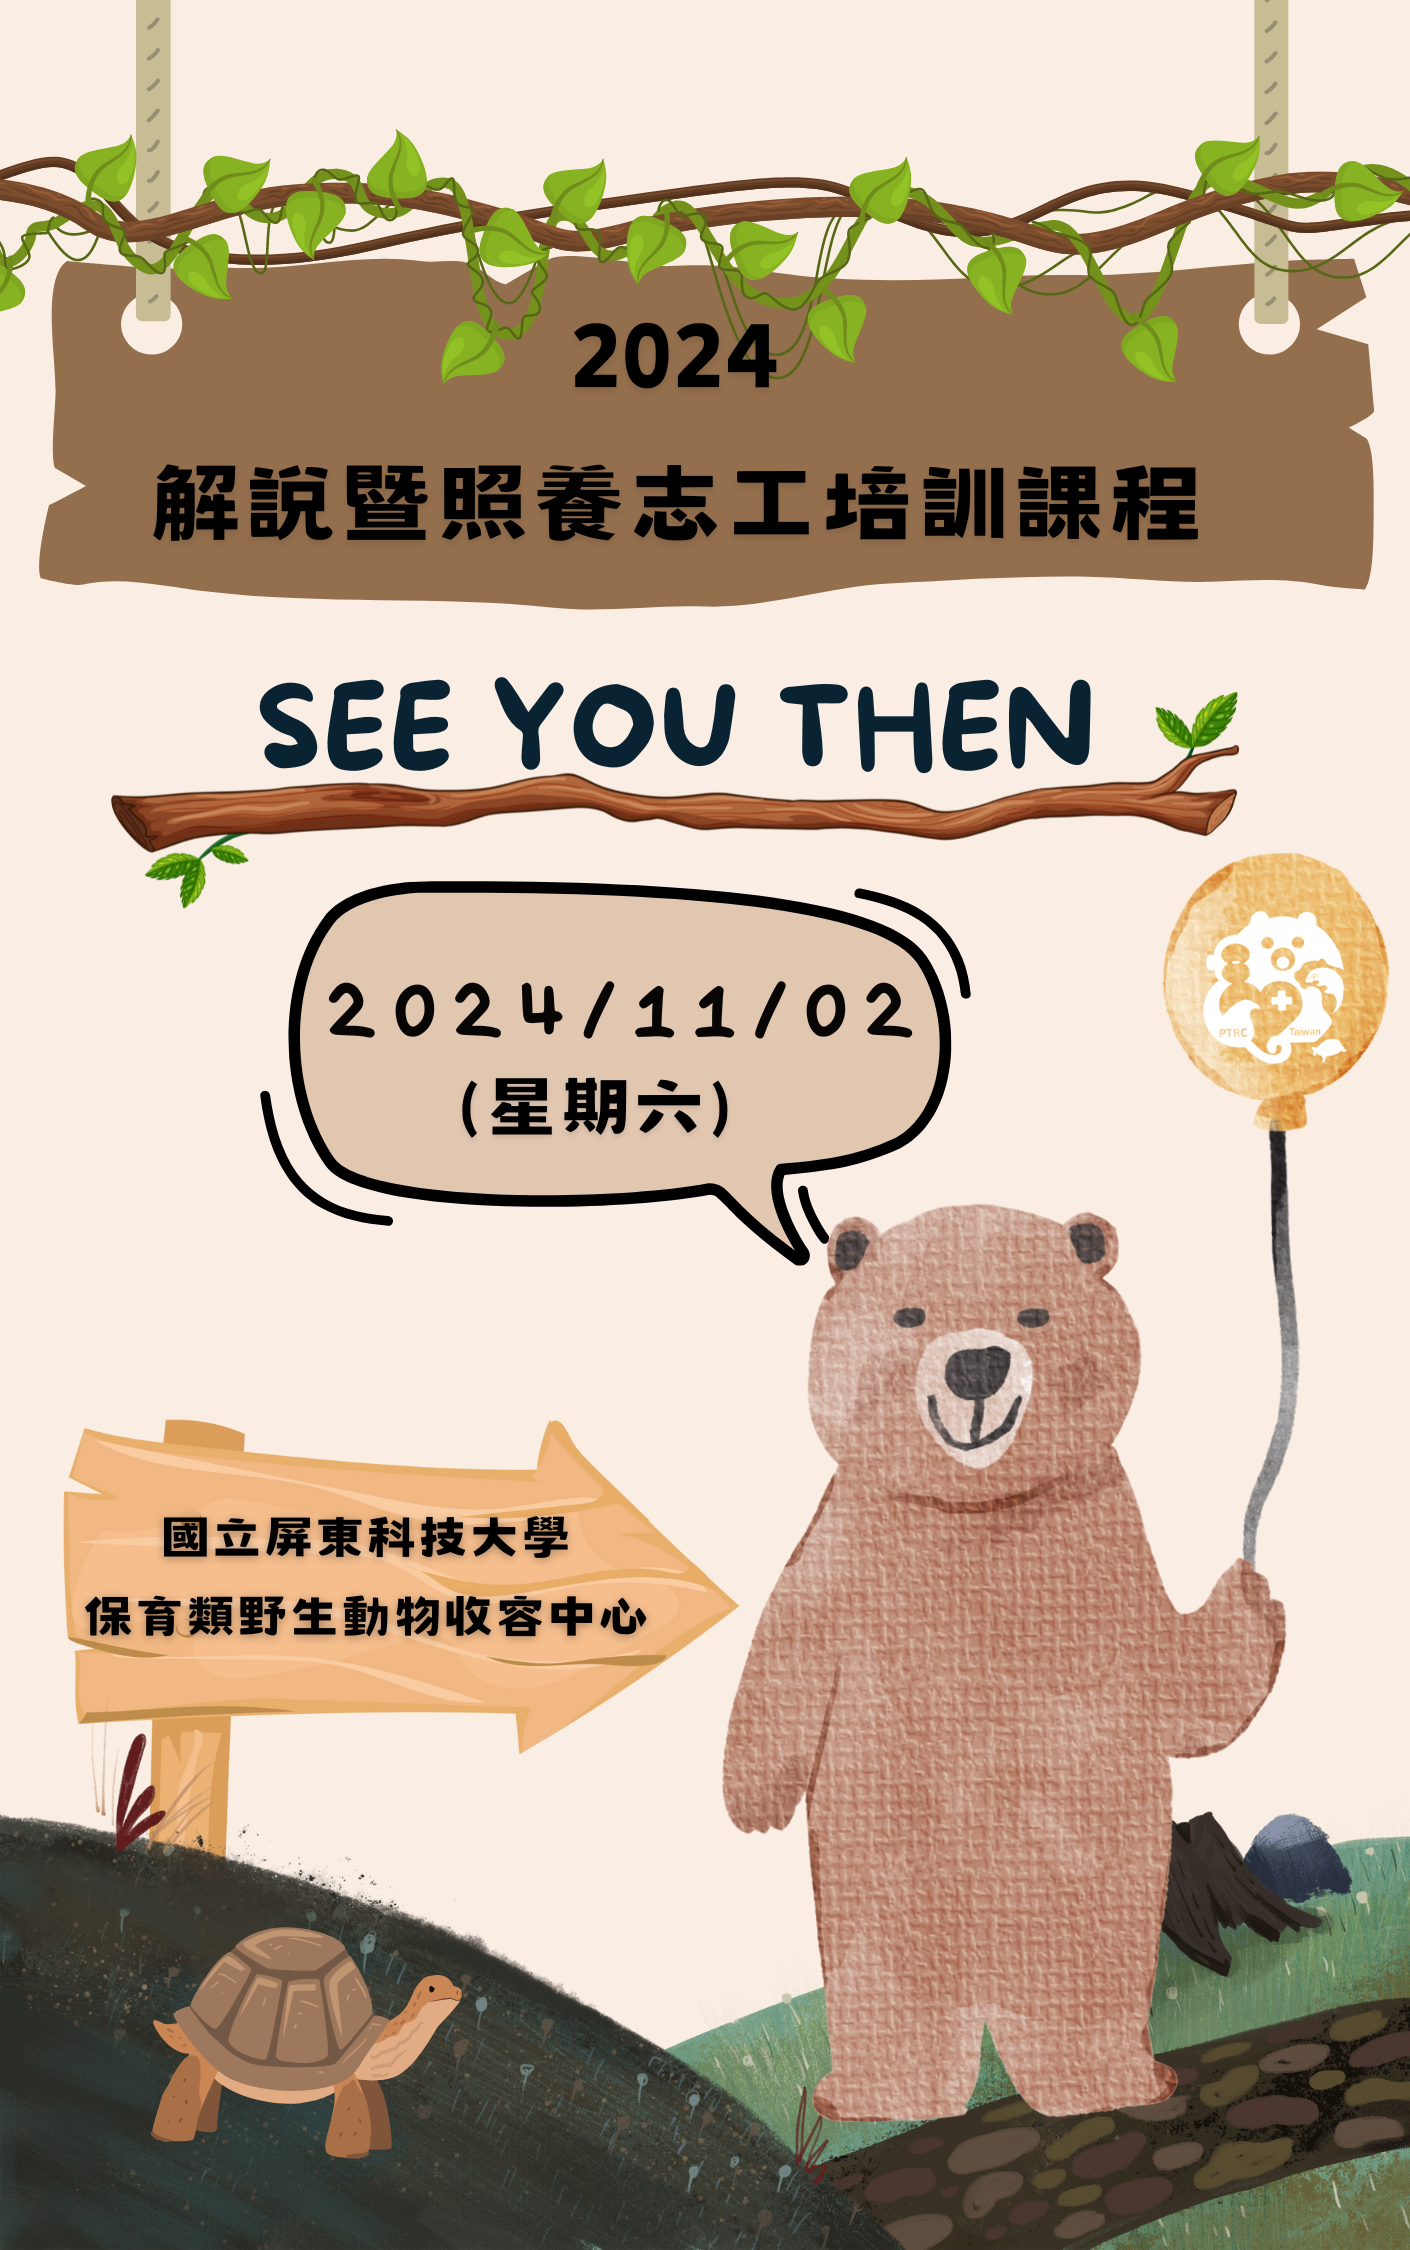 2024
解說暨照養志工培訓課程
SEE YOU THEN
2024/11/02
(星期六)
PTRC Taiwan
國立屏東科技大學
保育類野生動物收容中心